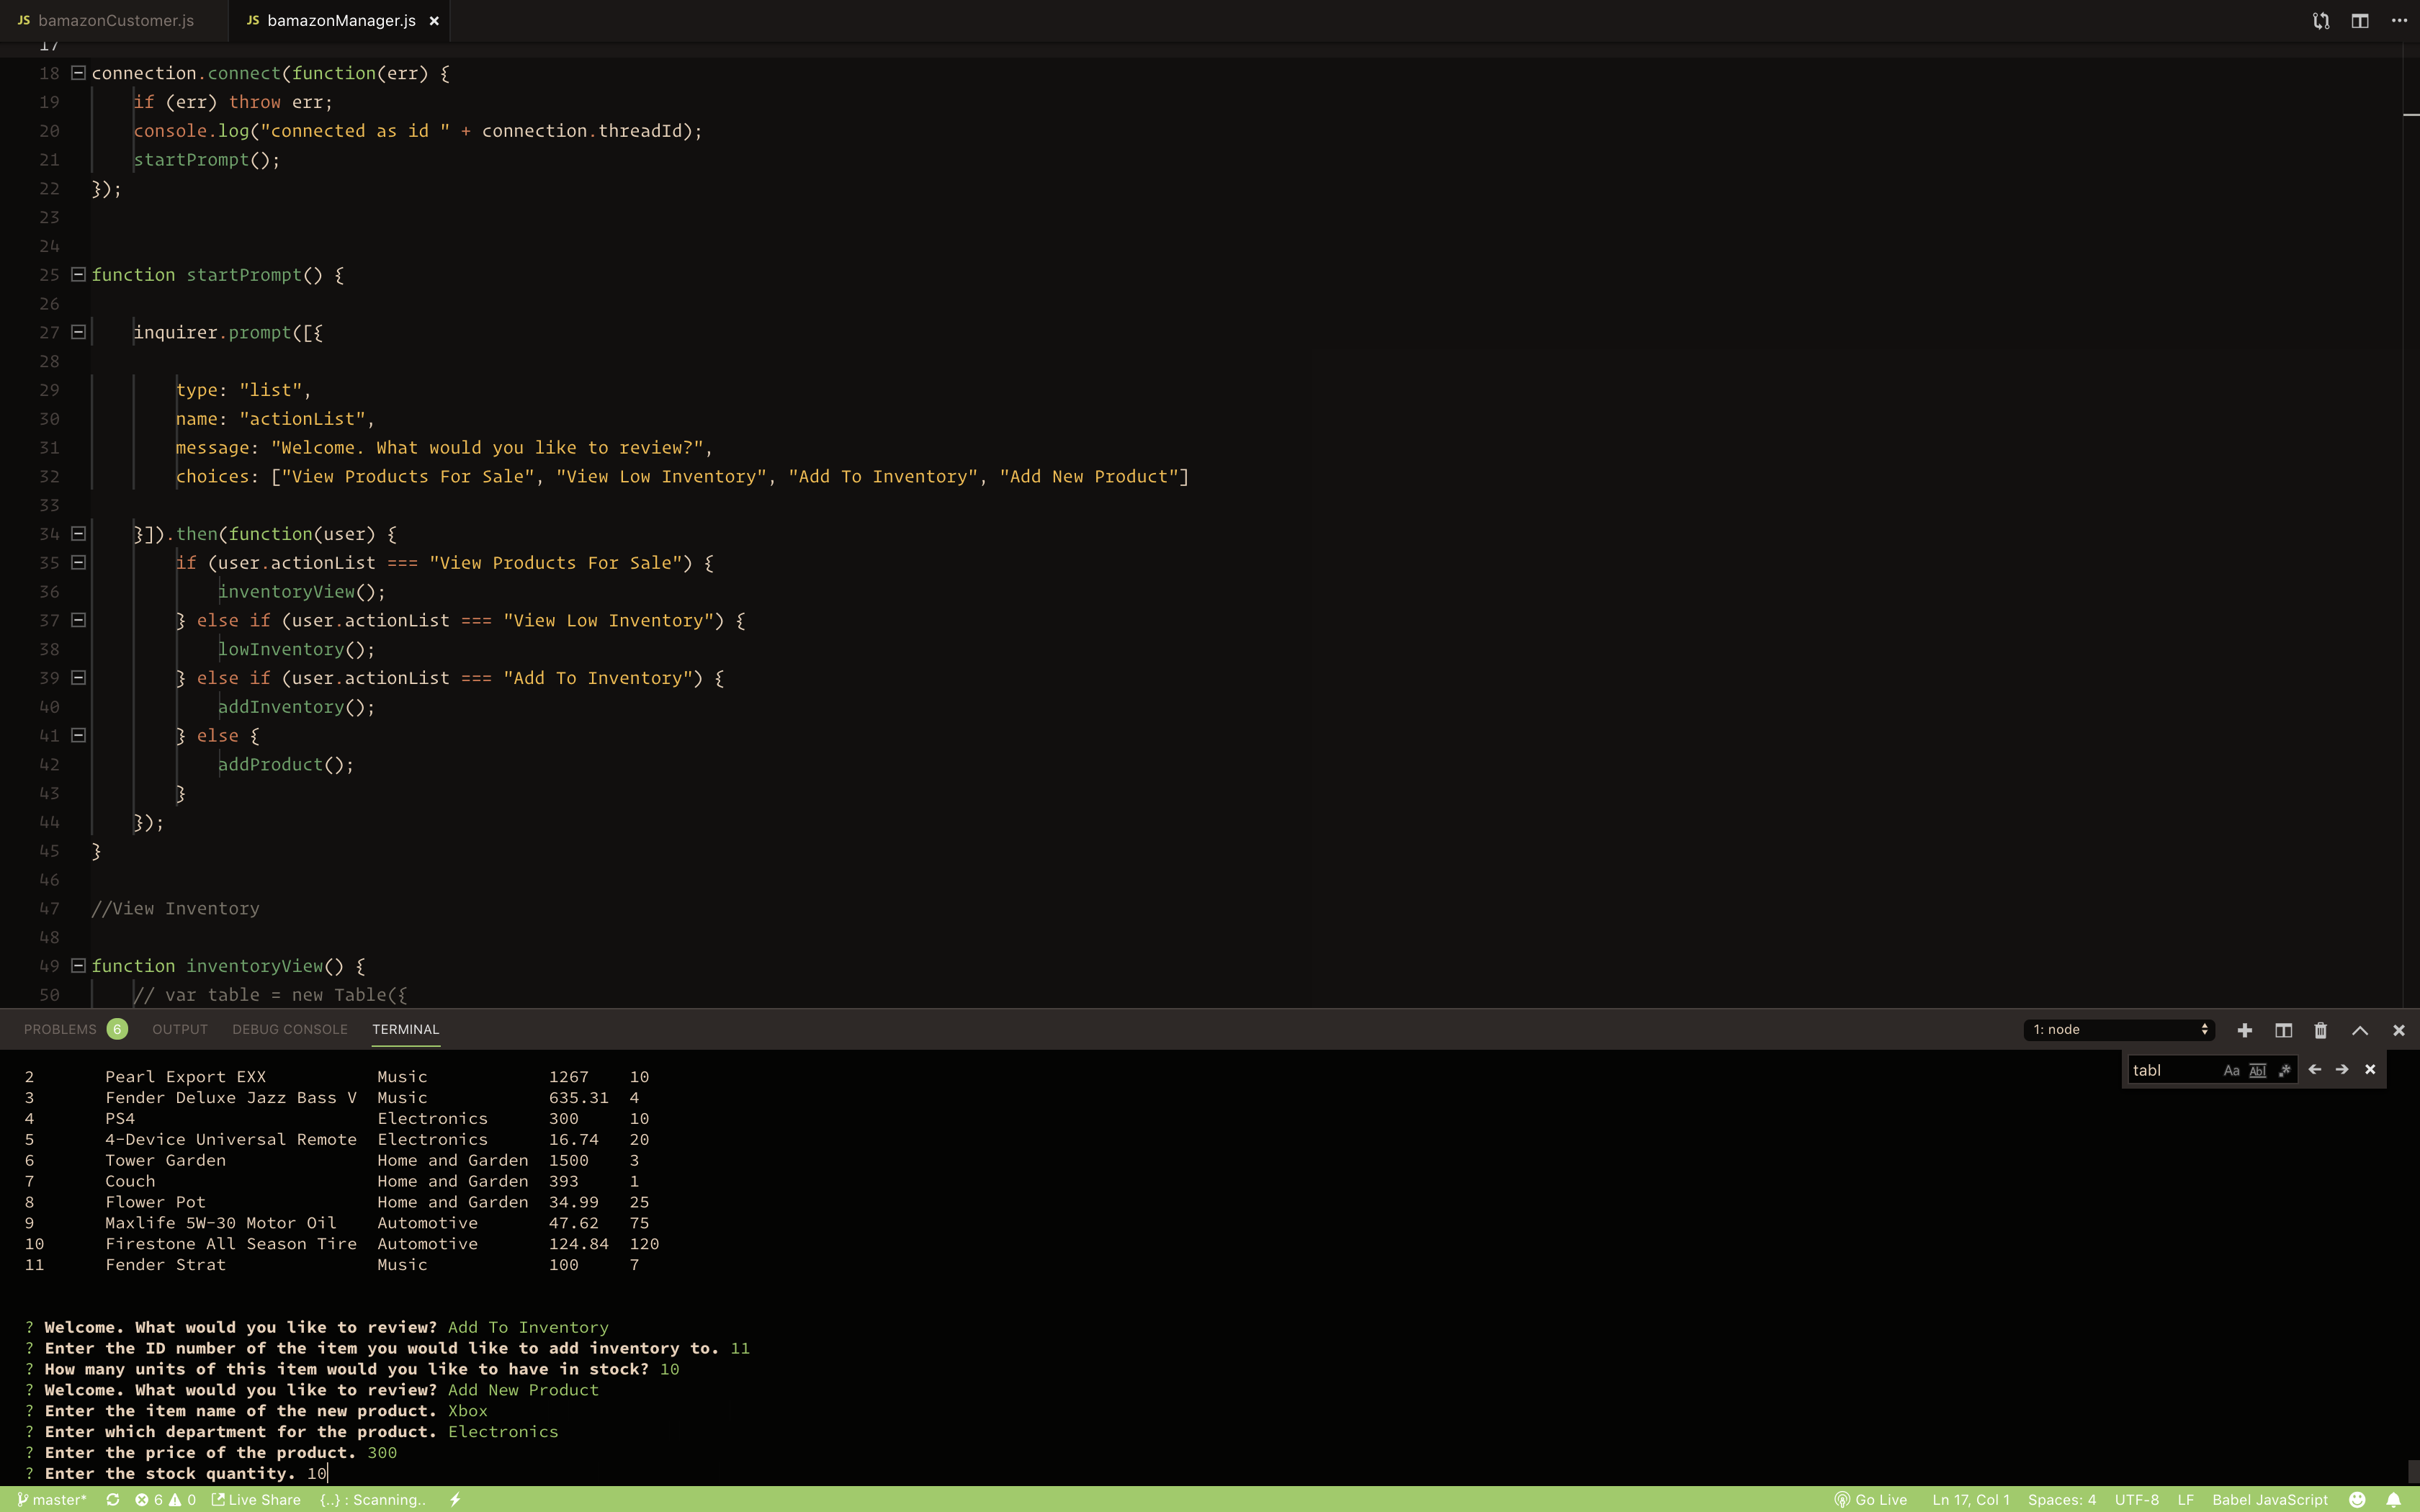 JS bamazonCustomer.js JS bamazonManager.js ×
17
18 connection.connect(function(err) {
19 if (err) throw err;
20 console.log("connected as id " + connection.threadId);
21 startPrompt();
22 });
23
24
25 function startPrompt() {
26
27 inquirer.prompt([{
28
29 type: "list",
30 name: "actionList",
31 message: "Welcome. What would you like to review?",
32 choices: ["View Products For Sale", "View Low Inventory", "Add To Inventory", "Add New Product"]
33
34 }]).then(function(user) {
35 if (user.actionList === "View Products For Sale") {
36 inventoryView();
37 } else if (user.actionList === "View Low Inventory") {
38 lowInventory();
39 } else if (user.actionList === "Add To Inventory") {
40 addInventory();
41 } else {
42 addProduct();
43 }
44 });
45 }
46
47 //View Inventory
48
49 function inventoryView() {
50 // var table = new Table({
PROBLEMS 6 OUTPUT DEBUG CONSOLE TERMINAL 1: node
tabl Aa Abl .*
2 Pearl Export EXX Music 1267 10
3 Fender Deluxe Jazz Bass V Music 635.31 4
4 PS4 Electronics 300 10
5 4-Device Universal Remote Electronics 16.74 20
6 Tower Garden Home and Garden 1500 3
7 Couch Home and Garden 393 1
8 Flower Pot Home and Garden 34.99 25
9 Maxlife 5W-30 Motor Oil Automotive 47.62 75
10 Firestone All Season Tire Automotive 124.84 120
11 Fender Strat Music 100 7
? Welcome. What would you like to review? Add To Inventory
? Enter the ID number of the item you would like to add inventory to. 11
? How many units of this item would you like to have in stock? 10
? Welcome. What would you like to review? Add New Product
? Enter the item name of the new product. Xbox
? Enter which department for the product. Electronics
? Enter the price of the product. 300
? Enter the stock quantity. 10
master* 6 0 Live Share {..} : Scanning.. Go Live Ln 17, Col 1 Spaces: 4 UTF-8 LF Babel JavaScript